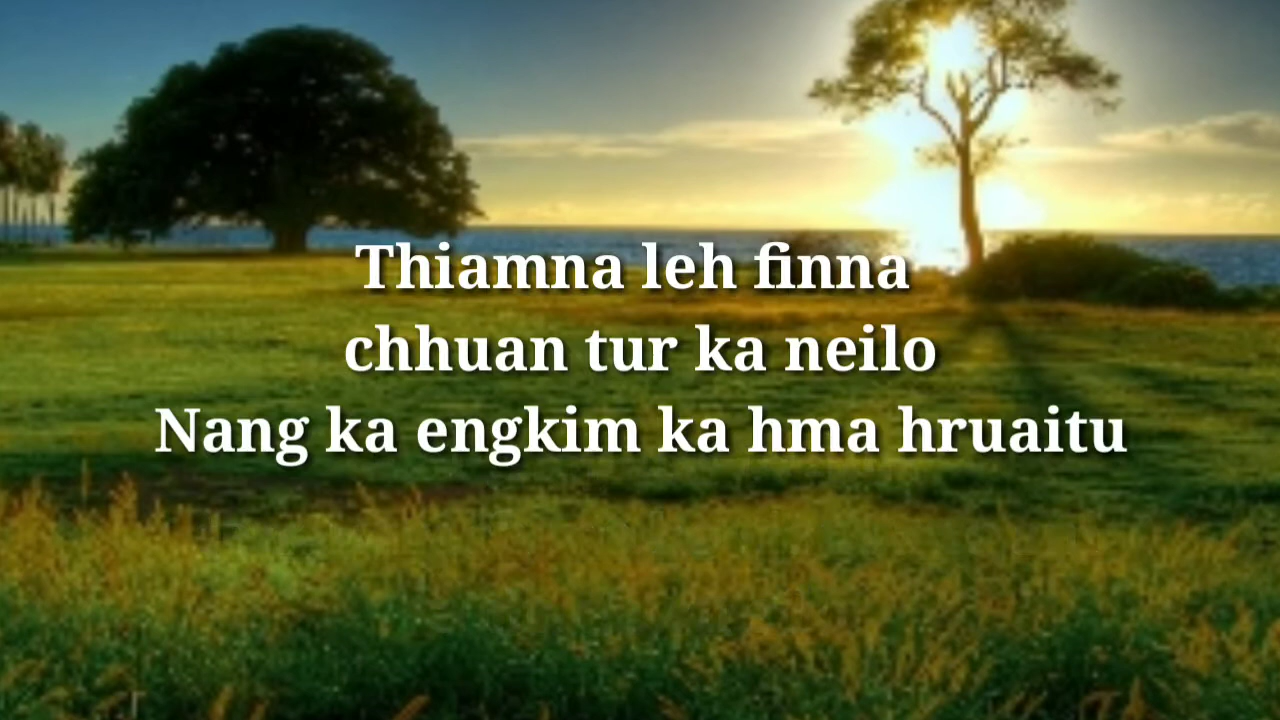 Thiamna leh finna
chhuan tur ka neilo
Nang ka engkim ka hma hruaitu